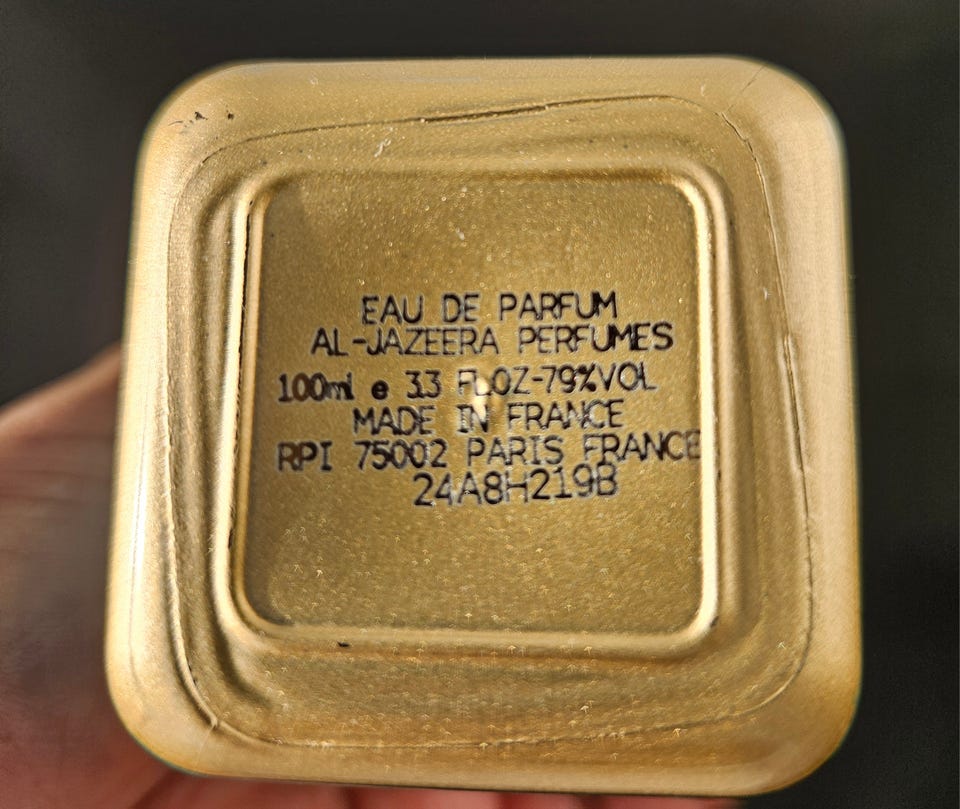 EAU DE PARFUM
AL-JAZEERA PERFUMES
100ml e 3.3 FL.OZ-79%VOL
MADE IN FRANCE
RPI 75002 PARIS FRANCE
24A8H219B